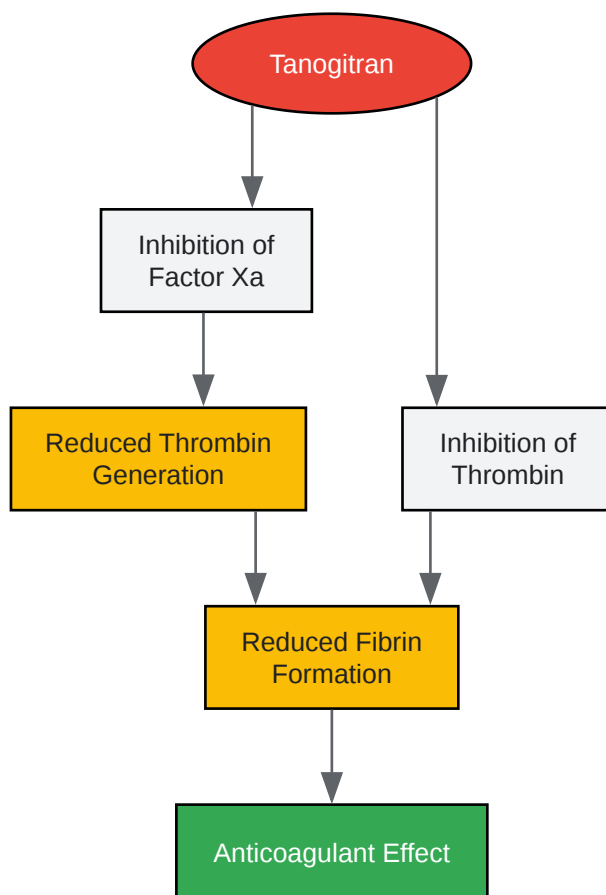 Tanogitran
Inhibition of
Factor Xa
Reduced Thrombin
Generation
Inhibition of
Thrombin
Reduced Fibrin
Formation
Anticoagulant Effect